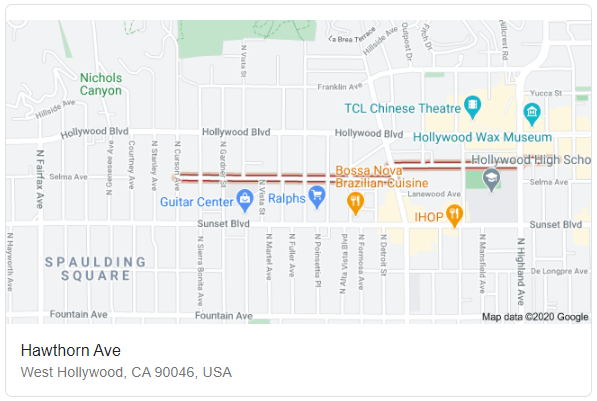 La Brea Terrace
Hillside Ave
Outpost Dr
Fitch Dr
Hillcrest Rd
N Vista St
Nichols
Canyon
Franklin Ave
Yucca St
Hillside Ave
TCL Chinese Theatre
Hollywood Blvd
Hollywood Blvd
Hollywood Blvd
Hollywood Wax Museum
N Fairfax Ave
N Genesee Ave
Courtney Ave
N Stanley Ave
N Curson Ave
N Gardner St
Hollywood High School
Bossa Nova
Brazilian Cuisine
Selma Ave
Selma Ave
Lanewood Ave
Guitar Center
N Vista St
Ralphs
IHOP
Sunset Blvd
Sunset Blvd
N Hayworth Ave
N Sierra Bonita Ave
N Martel Ave
N Fuller Ave
N Poinsettia Pl
N Alta Vista Blvd
N Formosa Ave
N Detroit St
N Mansfield Ave
N Highland Ave
SPAULDING
SQUARE
De Longpre Ave
Fountain Ave
Fountain Ave
Map data ©2020 Google
Hawthorn Ave
West Hollywood, CA 90046, USA